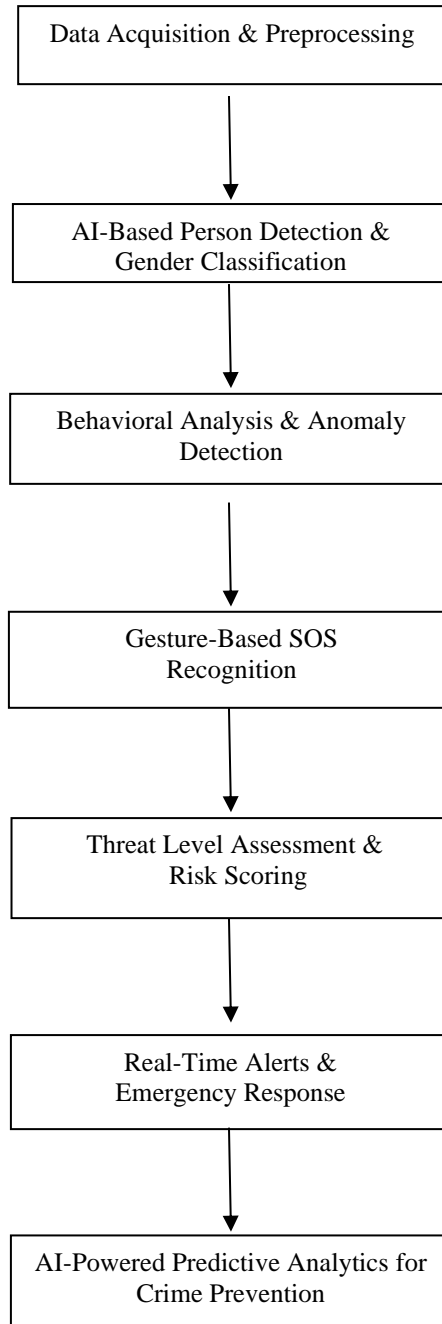 Data Acquisition & Preprocessing
AI-Based Person Detection &
Gender Classification
Behavioral Analysis & Anomaly
Detection
Gesture-Based SOS
Recognition
Threat Level Assessment &
Risk Scoring
Real-Time Alerts &
Emergency Response
AI-Powered Predictive Analytics for
Crime Prevention